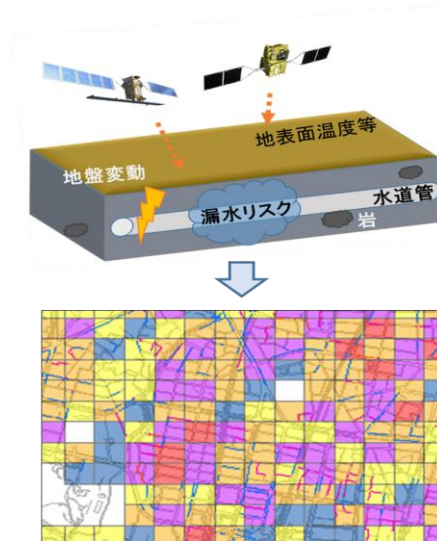 地表面温度等
地盤変動
水道管
漏水リスク
岩